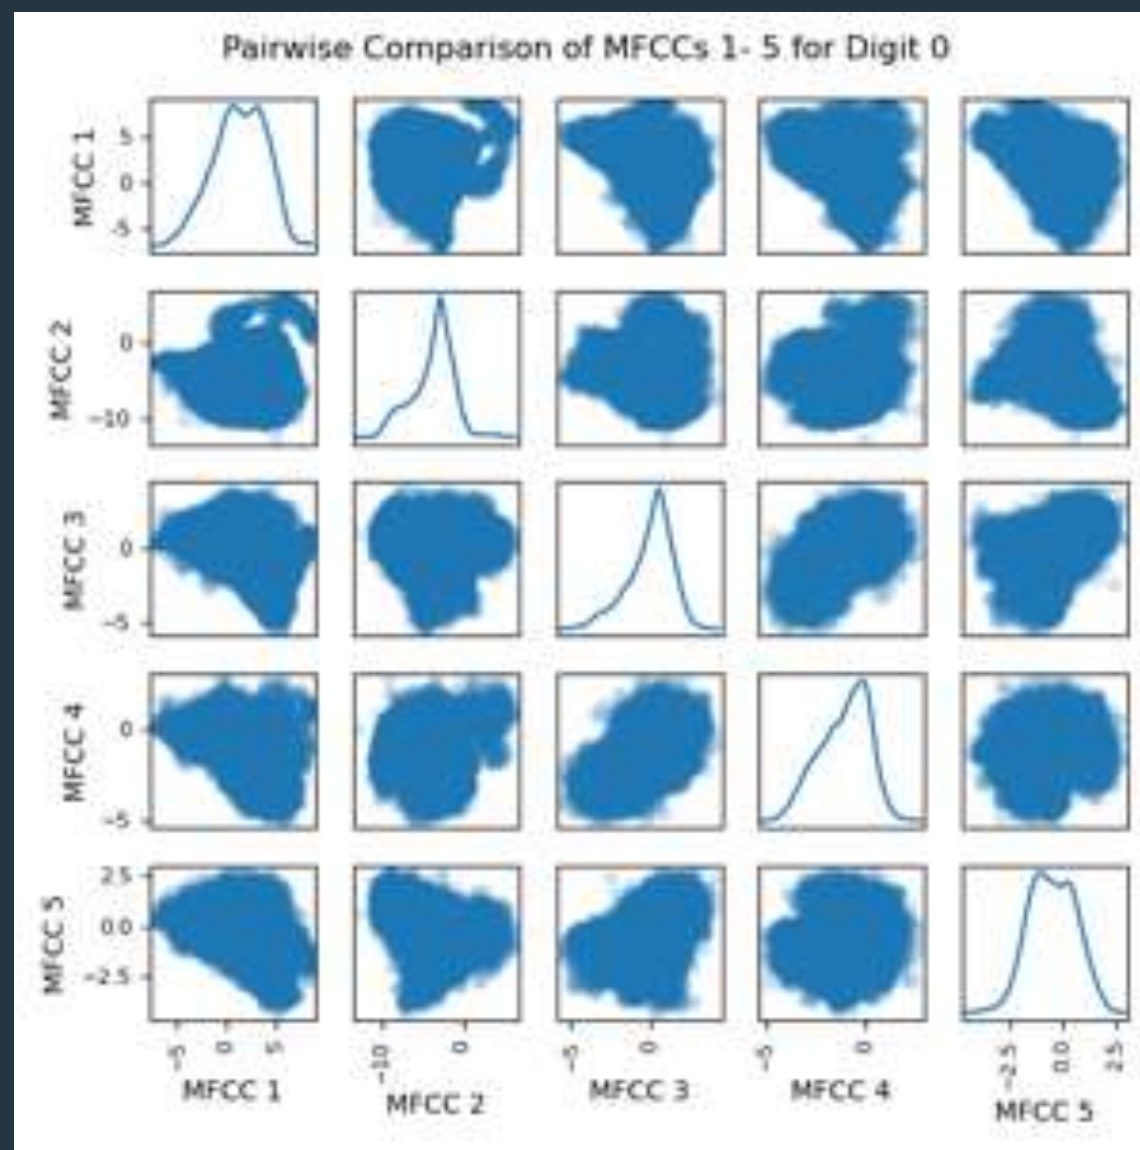 Pairwise Comparison of MFCCs 1- 5 for Digit 0
MFCC 1
5
0
-5
MFCC 2
0
-10
MFCC 3
0
-5
MFCC 4
0
-5
MFCC 5
2.5
0.0
-2.5
-5 0 5
-10 0
-5 0
-5 0
-2.5 0.0 2.5
MFCC 1
MFCC 2
MFCC 3
MFCC 4
MFCC 5